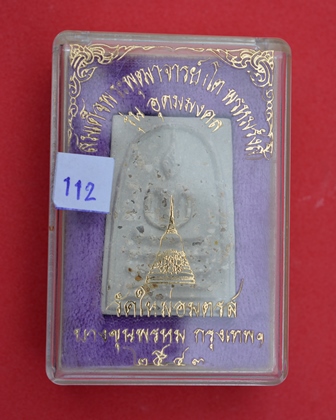 สมเด็จพุฒาจารย์ (โต พรหมรังสี)
รุ่น อุดมมงคล
112
วัดใหม่อมตรส
บางขุนพรหม กรุงเทพฯ